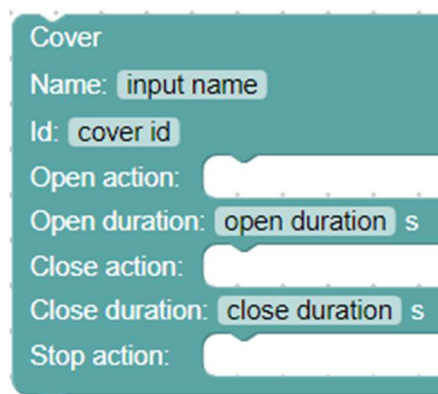 Cover
Name: input name
Id: cover id
Open action:
Open duration: open duration s
Close action:
Close duration: close duration s
Stop action: